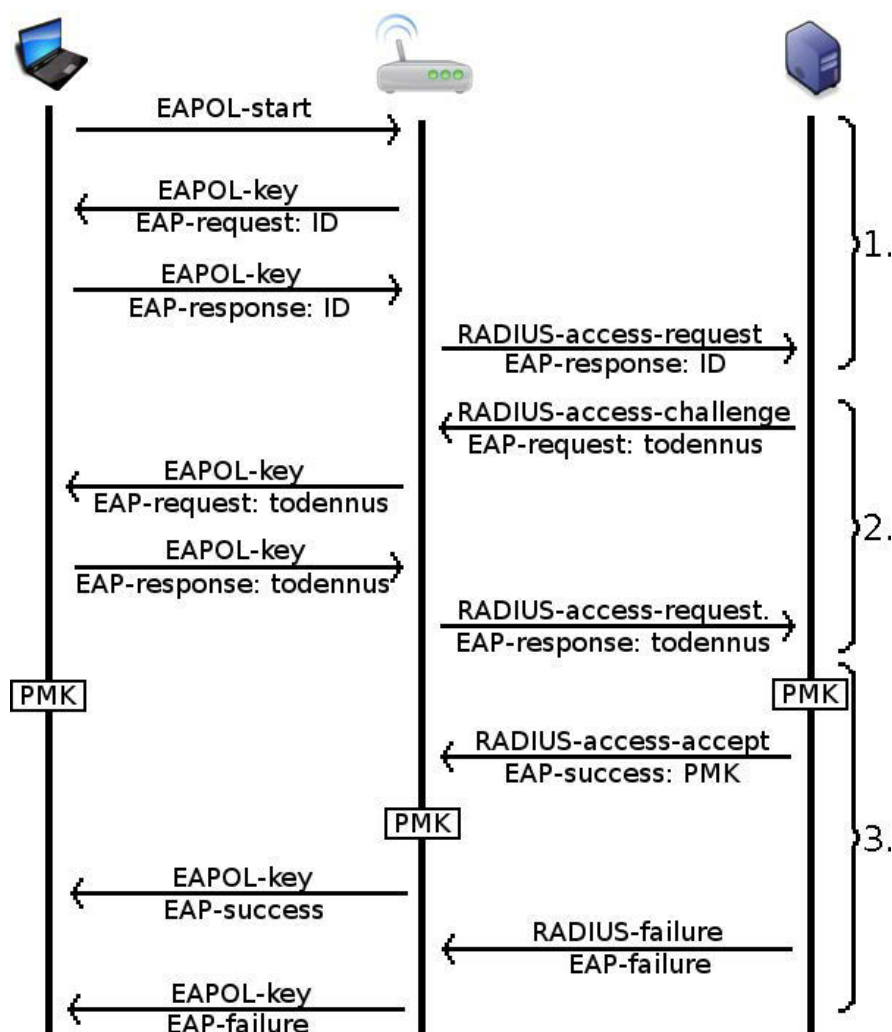 EAPOL-start
EAPOL-key
EAP-request: ID
EAPOL-key
EAP-response: ID
1.
RADIUS-access-request
EAP-response: ID
RADIUS-access-challenge
EAP-request: todennus
EAPOL-key
EAP-request: todennus
2.
EAPOL-key
EAP-response: todennus
RADIUS-access-request.
EAP-response: todennus
PMK
PMK
RADIUS-access-accept
EAP-success: PMK
PMK
3.
EAPOL-key
EAP-success
RADIUS-failure
EAP-failure
EAPOL-key
EAP-failure